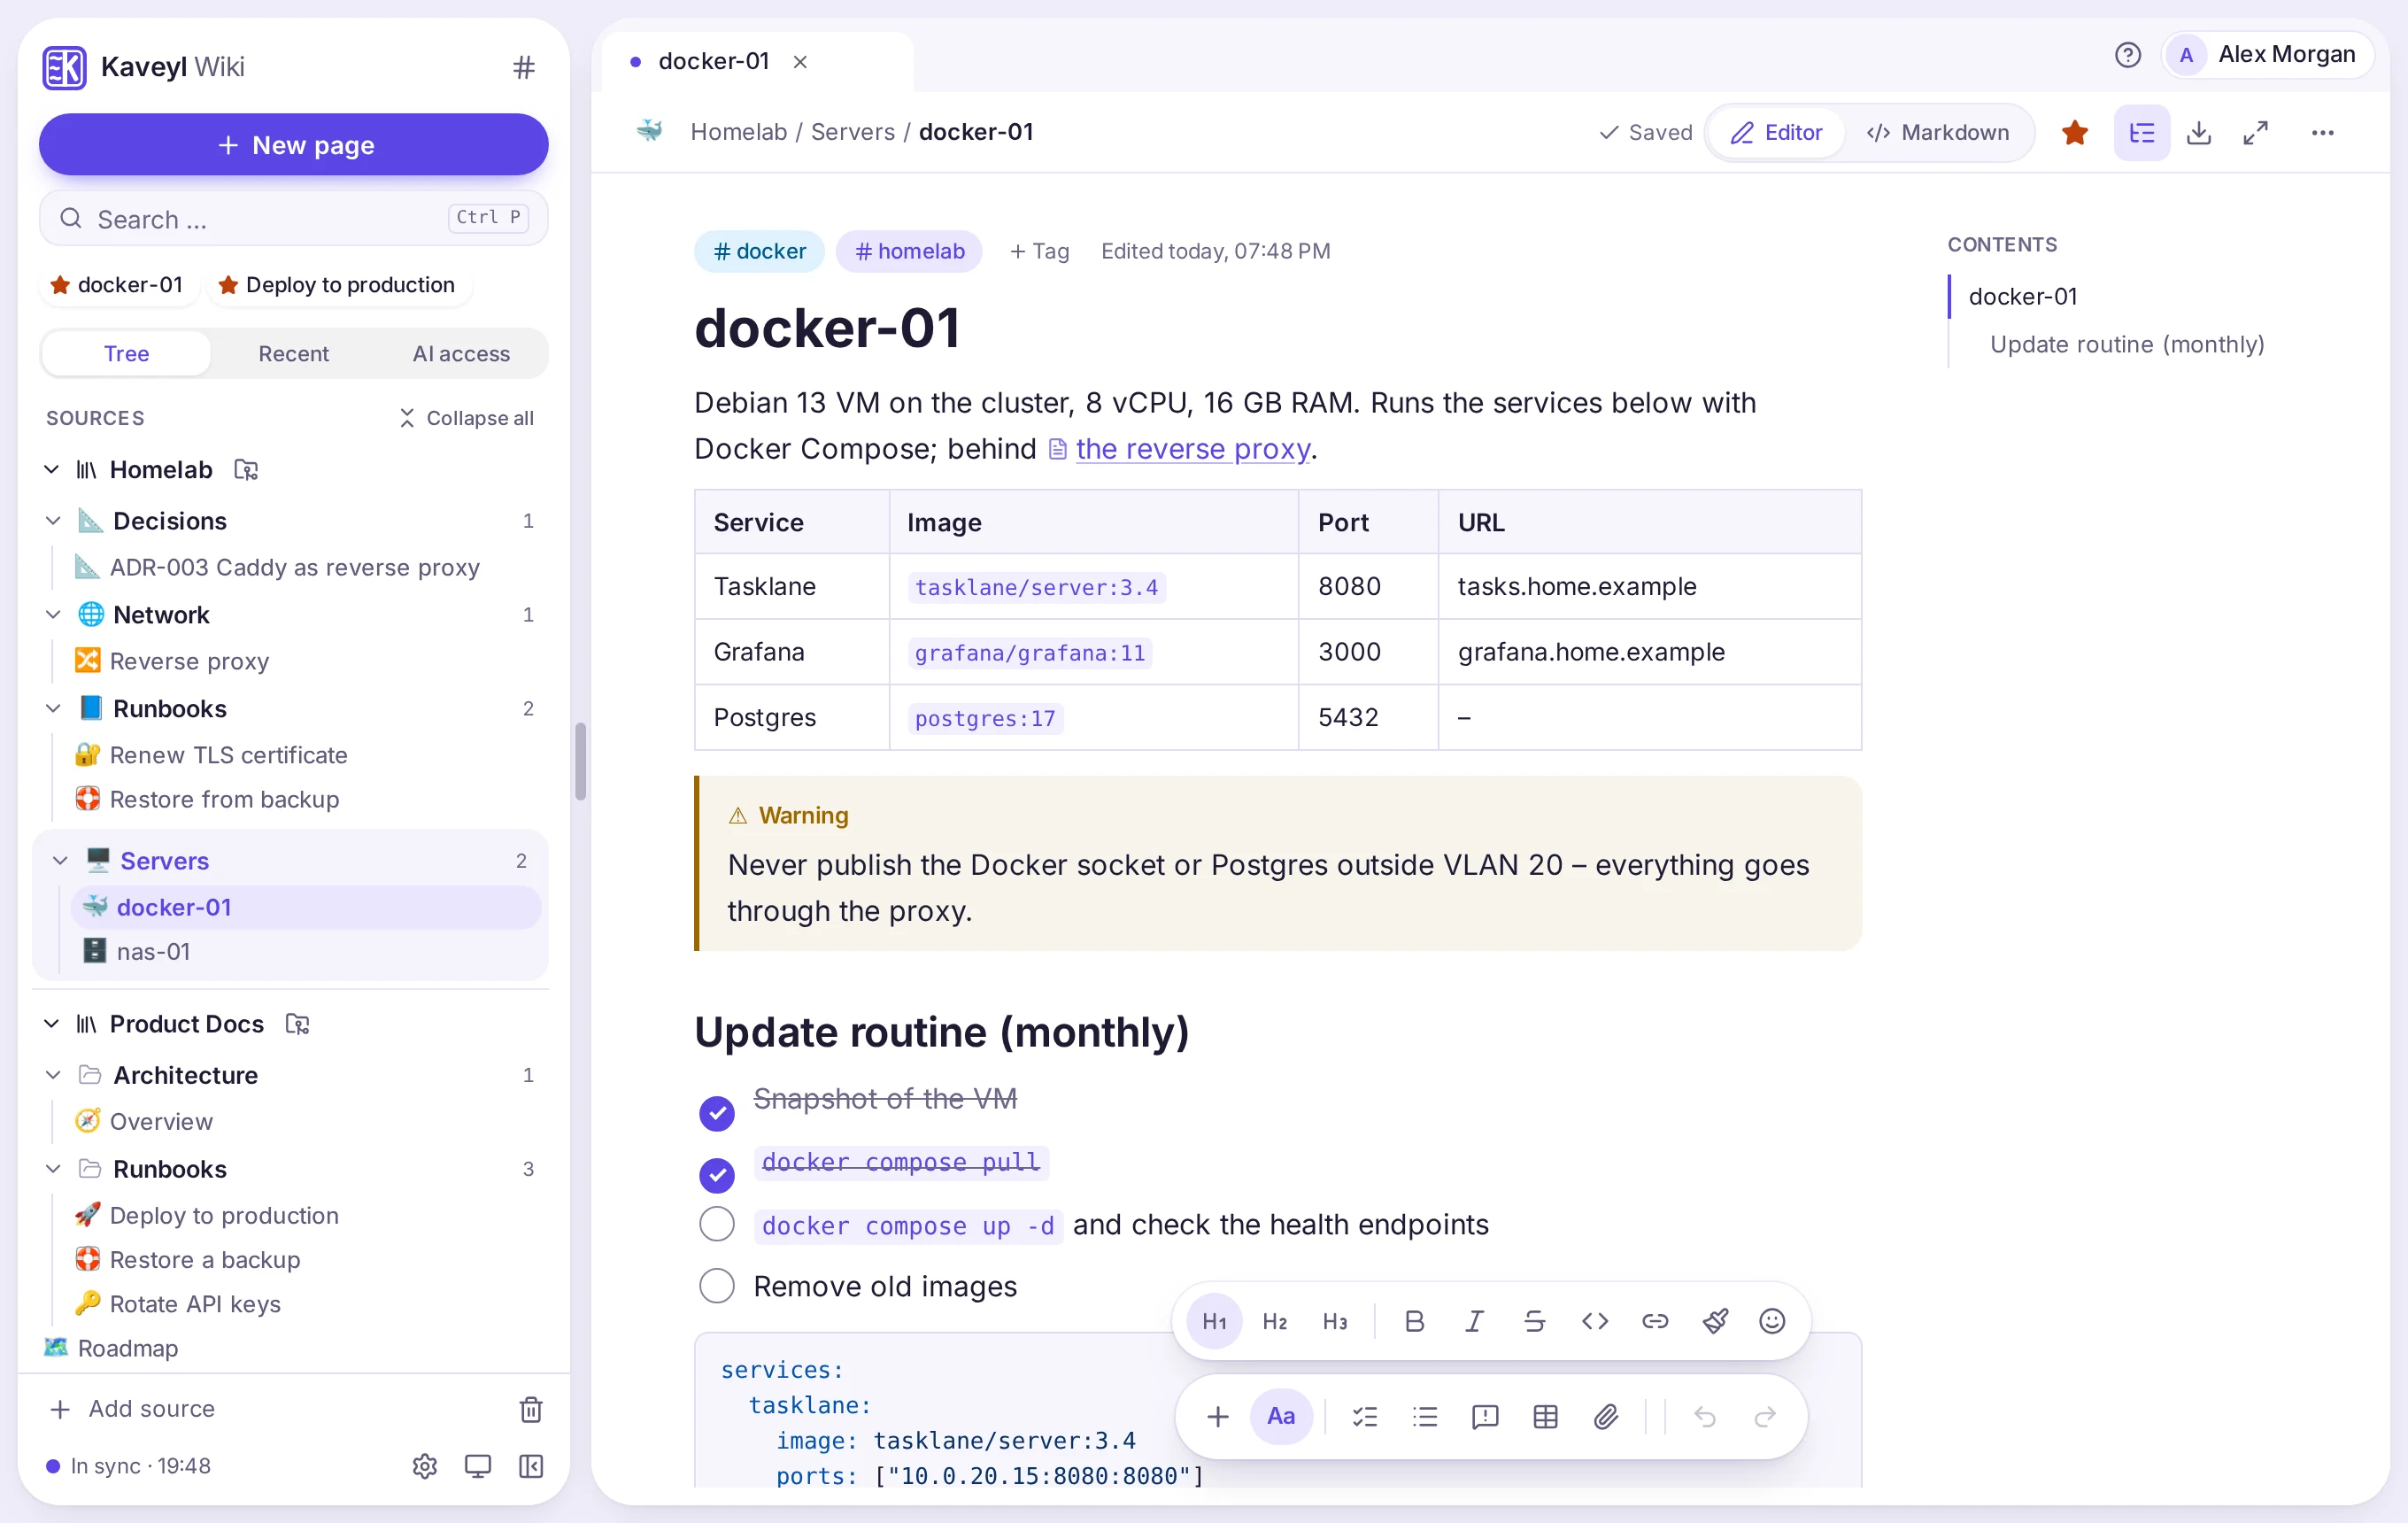 Kaveyl Wiki
New page
Search ...
Ctrl P
docker-01
Deploy to production
Tree
Recent
AI access
SOURCES
Collapse all
Homelab
Decisions 1
ADR-003 Caddy as reverse proxy
Network 1
Reverse proxy
Runbooks 2
Renew TLS certificate
Restore from backup
Servers 2
docker-01
nas-01
Product Docs
Architecture 1
Overview
Runbooks 3
Deploy to production
Restore a backup
Rotate API keys
Roadmap
Add source
In sync · 19:48
docker-01
A Alex Morgan
Homelab / Servers / docker-01
Saved
Editor
Markdown
# docker
# homelab
+ Tag
Edited today, 07:48 PM
docker-01
Debian 13 VM on the cluster, 8 vCPU, 16 GB RAM. Runs the services below with
Docker Compose; behind the reverse proxy.
Service Image Port URL
Tasklane tasklane/server:3.4 8080 tasks.home.example
Grafana grafana/grafana:11 3000 grafana.home.example
Postgres postgres:17 5432 –
⚠ Warning
Never publish the Docker socket or Postgres outside VLAN 20 – everything goes
through the proxy.
Update routine (monthly)
Snapshot of the VM
docker compose pull
docker compose up -d and check the health endpoints
Remove old images
services:
tasklane:
image: tasklane/server:3.4
ports: ["10.0.20.15:8080:8080"]
H1 H2 H3 B I S
Aa
CONTENTS
docker-01
Update routine (monthly)